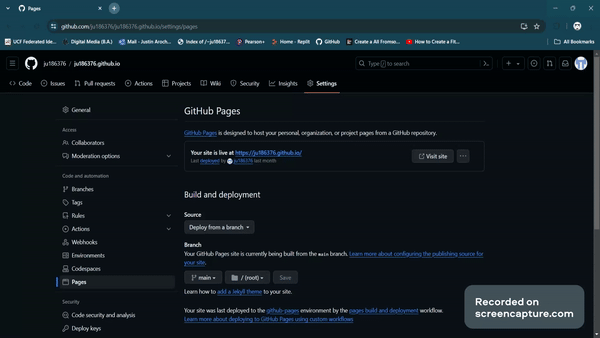 Pages
github.com/ju186376/ju186376.github.io/settings/pages
UCF Federated Ide...
Digital Media (B.A.)
Mail - Justin Aroch...
Index of /~ju18637...
Pearson+
Home - Replit
GitHub
Create a All Fromso...
How to Create a Fit...
All Bookmarks
ju186376 / ju186376.github.io
Type / to search
Code
Issues
Pull requests
Actions
Projects
Wiki
Security
Insights
Settings
General
Access
Collaborators
Moderation options
Code and automation
Branches
Tags
Rules
Actions
Webhooks
Environments
Codespaces
Pages
Security
Code security and analysis
Deploy keys
GitHub Pages
GitHub Pages is designed to host your personal, organization, or project pages from a GitHub repository.
Your site is live at https://ju186376.github.io/
Last deployed by ju186376 last month
Visit site
Build and deployment
Source
Deploy from a branch
Branch
Your GitHub Pages site is currently being built from the main branch. Learn more about configuring the publishing source for
your site.
main
/ (root)
Save
Learn how to add a Jekyll theme to your site.
Your site was last deployed to the github-pages environment by the pages build and deployment workflow.
Learn more about deploying to GitHub Pages using custom workflows
Recorded on
screencapture.com